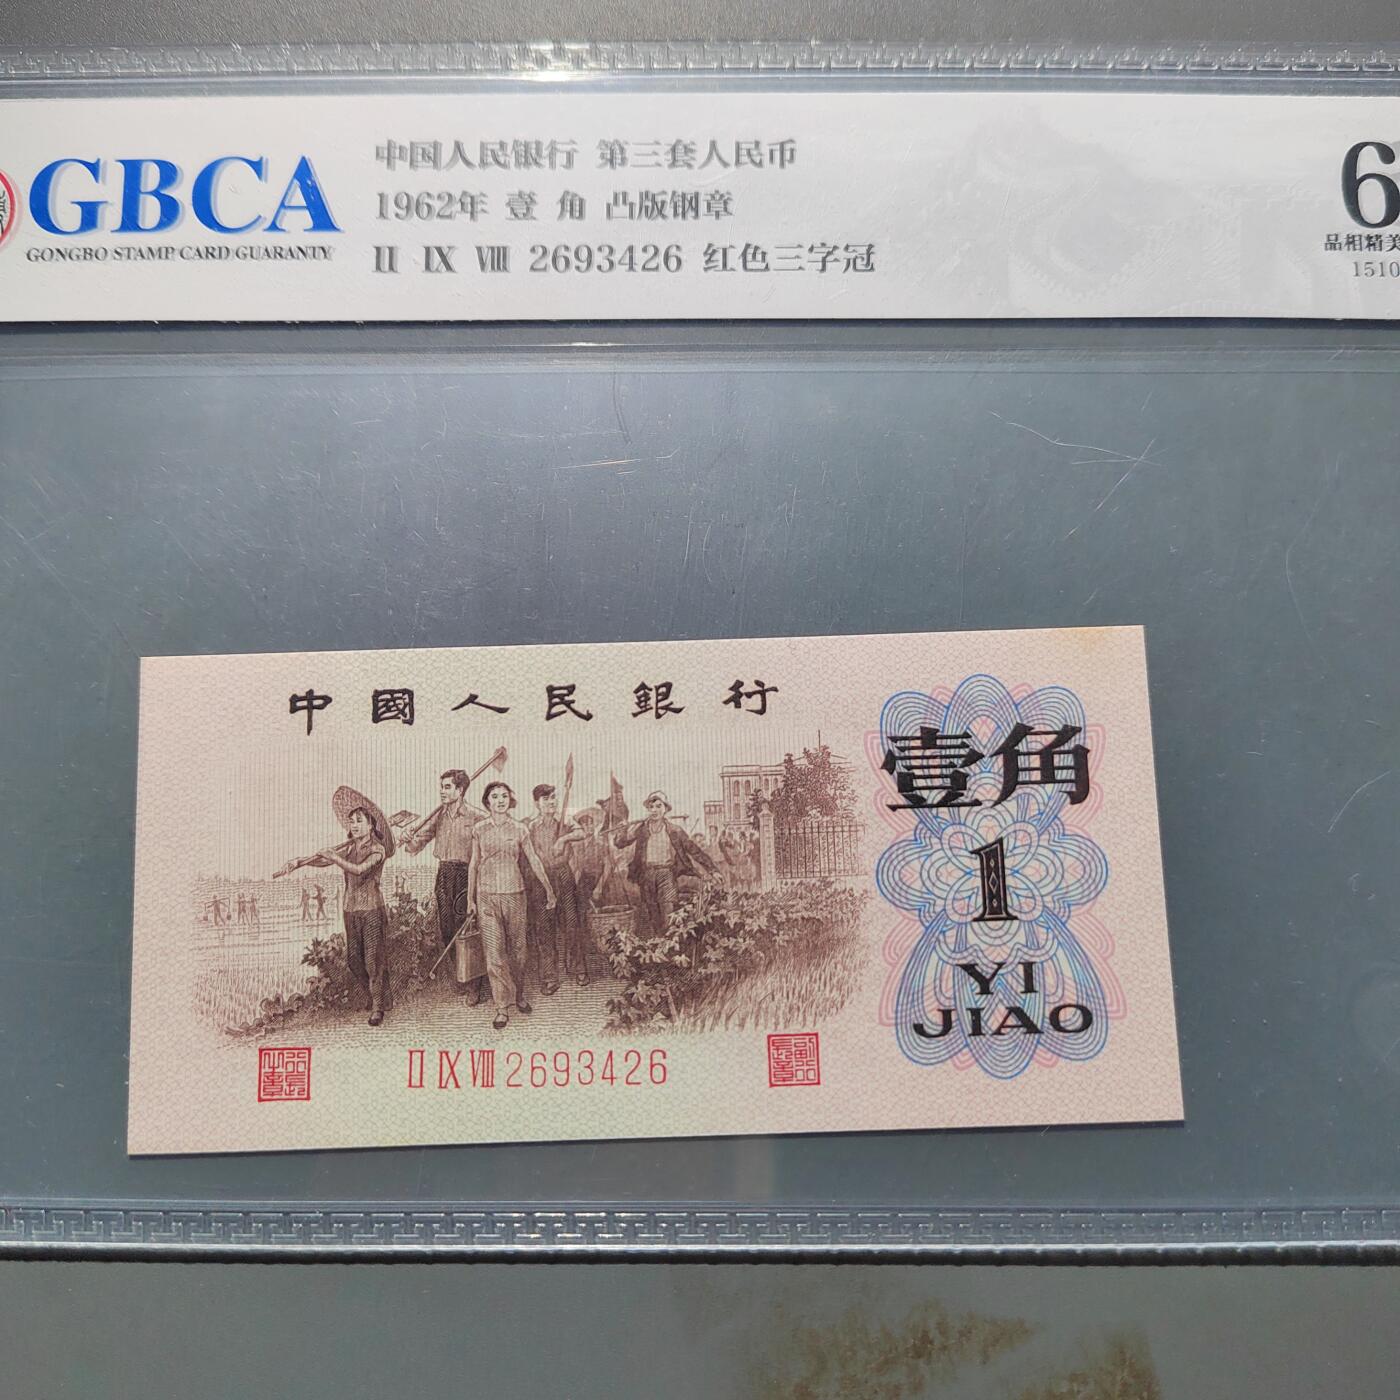 GBCA
GONGBO STAMP CARD GUARANTY
中国人民银行 第三套人民币
1962年 壹 角 凸版钢章
II IX VIII 2693426 红色三字冠
6
品相精美
1510
中國人民銀行
壹角
1
YI
JIAO
II IX VIII 2693426